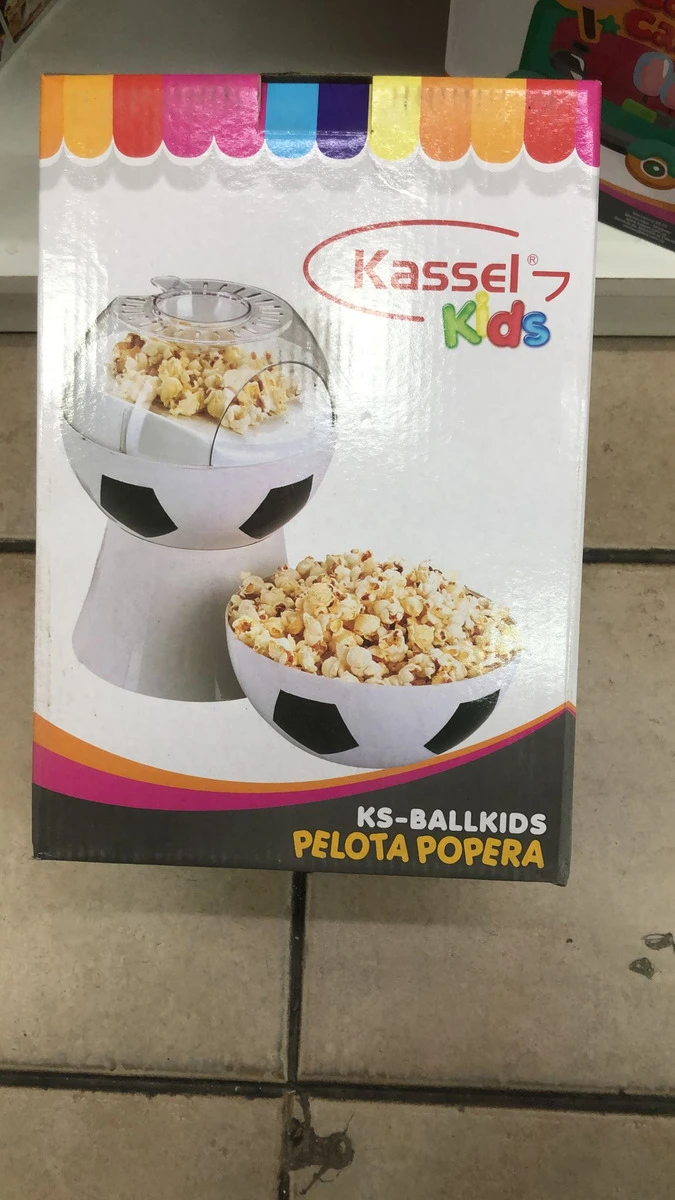 Kassel®
Kids
KS-BALLKIDS
PELOTA POPERA